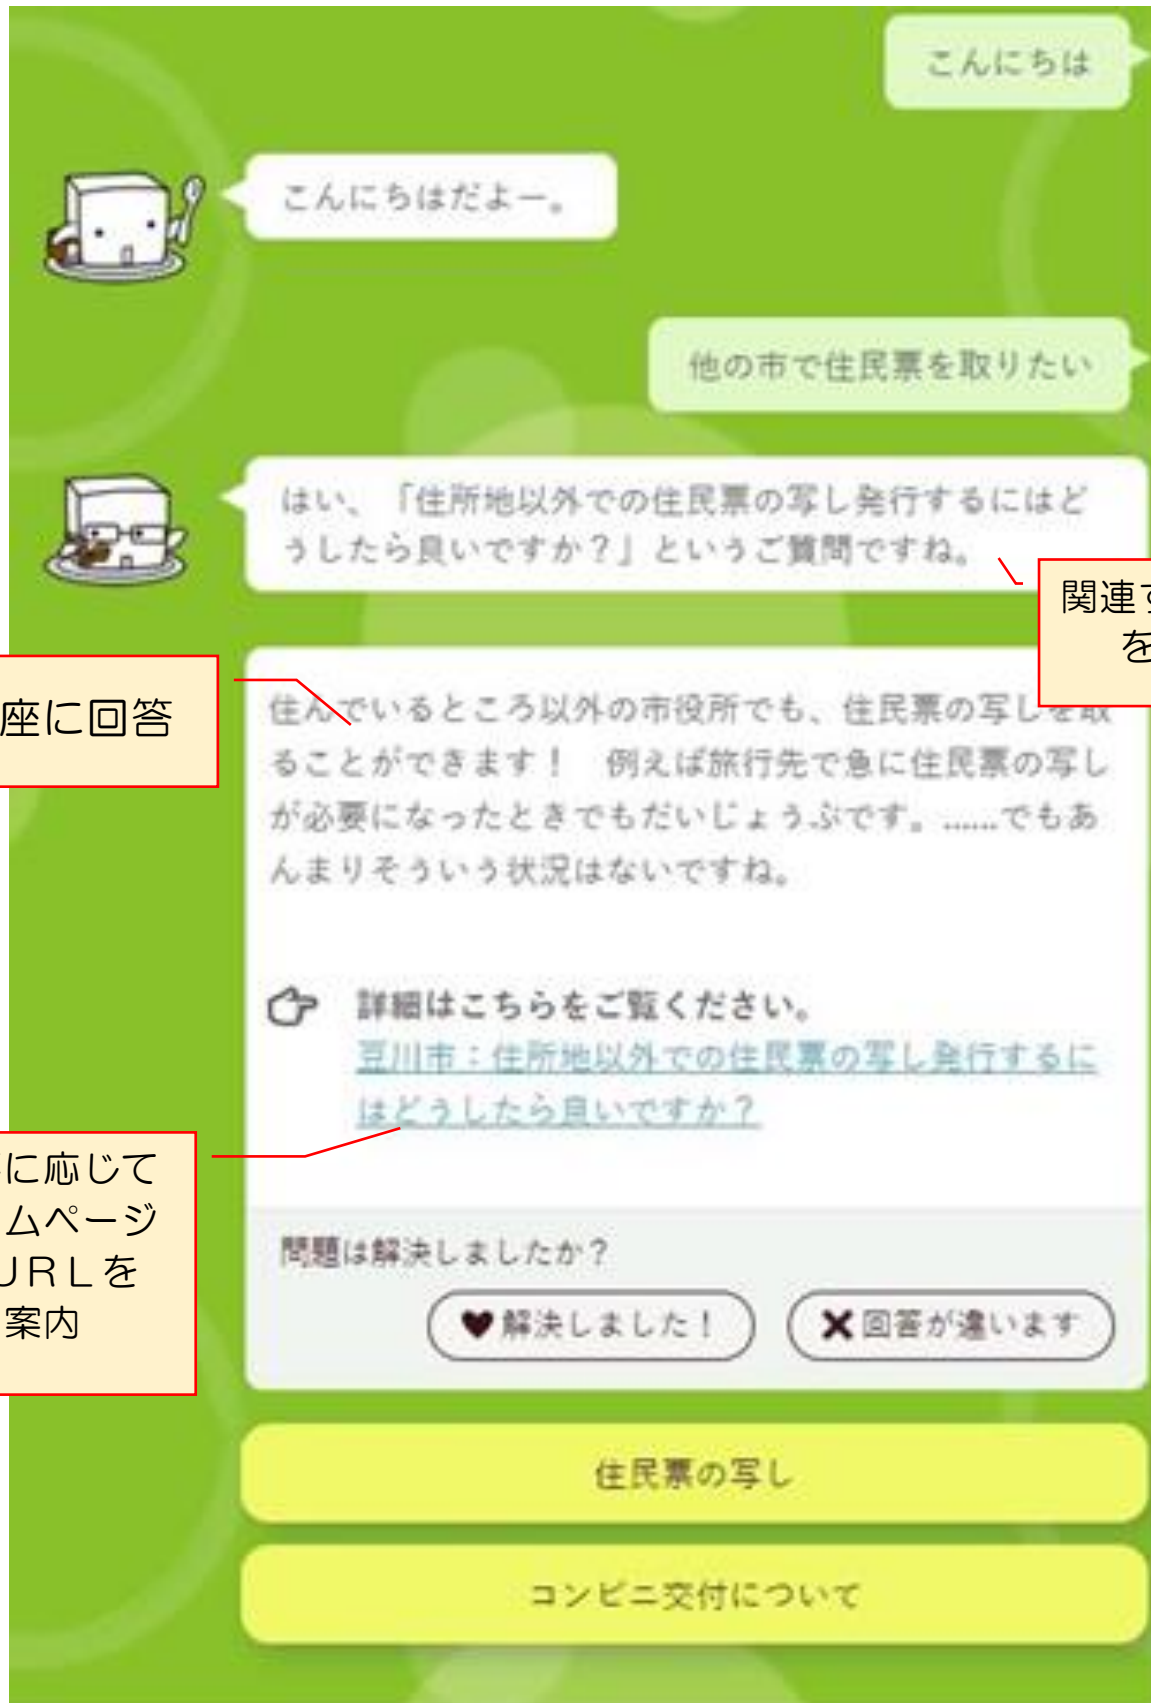 こんにちは
こんにちはだよー。
他の市で住民票を取りたい
はい、「住所地以外での住民票の写し発行するにはど
うしたら良いですか？」というご質問ですね。
関連す
を
座に回答
住んでいるところ以外の市役所でも、住民票の写しを取
ることができます！　例えば旅行先で急に住民票の写し
が必要になったときでもだいじょうぶです。……でもあ
んまりそういう状況はないですね。
詳細はこちらをご覧ください。
豆川市：住所地以外での住民票の写し発行するに
はどうしたら良いですか？
に応じて
ムページ
ＵＲＬを
案内
問題は解決しましたか？
解決しました！
回答が違います
住民票の写し
コンビニ交付について